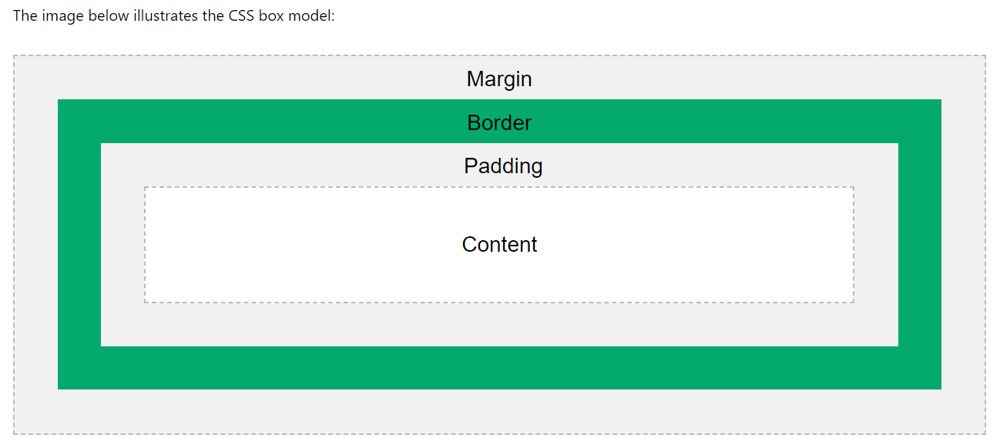 The image below illustrates the CSS box model:
Margin
Border
Padding
Content